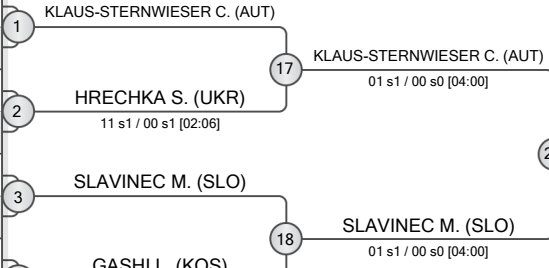 KLAUS-STERNWIESER C. (AUT)
1
17
KLAUS-STERNWIESER C. (AUT)
01 s1 / 00 s0 [04:00]
HRECHKA S. (UKR)
2
11 s1 / 00 s1 [02:06]
SLAVINEC M. (SLO)
3
18
SLAVINEC M. (SLO)
01 s1 / 00 s0 [04:00]
(KOS)